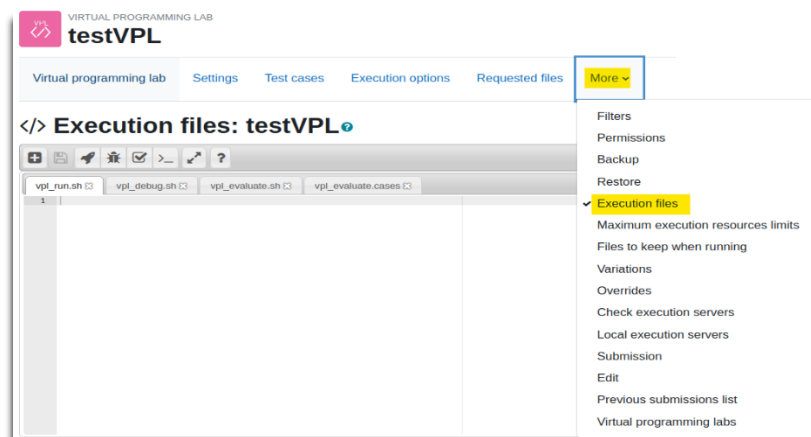 VIRTUAL PROGRAMMING LAB
VPL
testVPL
Virtual programming lab Settings Test cases Execution options Requested files More
</> Execution files: testVPL ?
>_ ?
vpl_run.sh vpl_debug.sh vpl_evaluate.sh vpl_evaluate.cases
1
Filters
Permissions
Backup
Restore
Execution files
Maximum execution resources limits
Files to keep when running
Variations
Overrides
Check execution servers
Local execution servers
Submission
Edit
Previous submissions list
Virtual programming labs